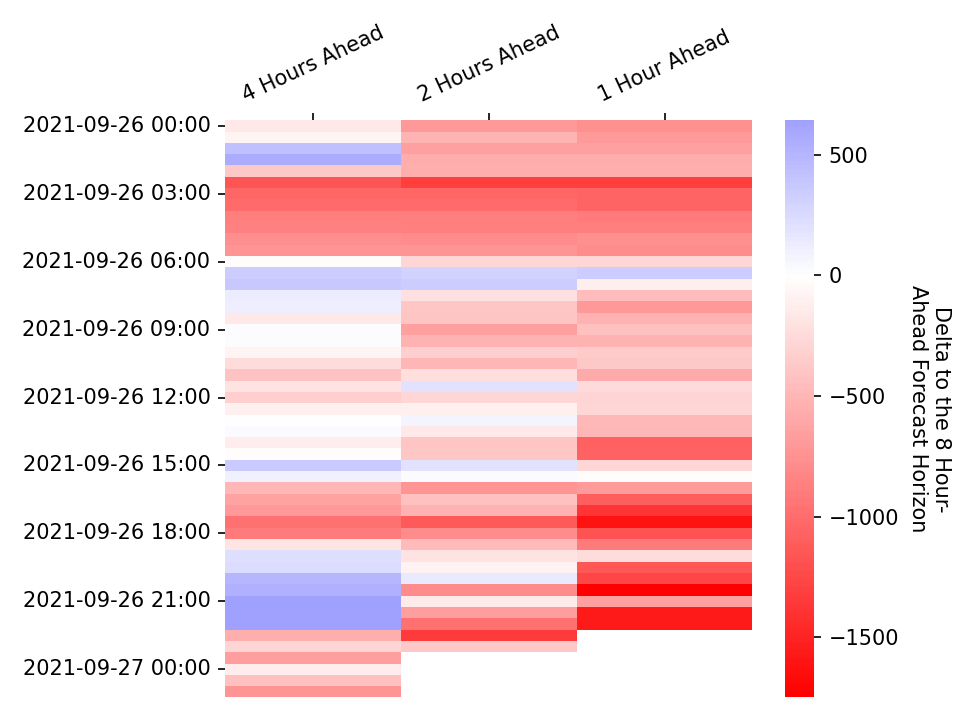 4 Hours Ahead
2 Hours Ahead
1 Hour Ahead
2021-09-26 00:00
2021-09-26 03:00
2021-09-26 06:00
2021-09-26 09:00
2021-09-26 12:00
2021-09-26 15:00
2021-09-26 18:00
2021-09-26 21:00
2021-09-27 00:00
500
0
−500
−1000
−1500
Delta to the 8 Hour-
Ahead Forecast Horizon